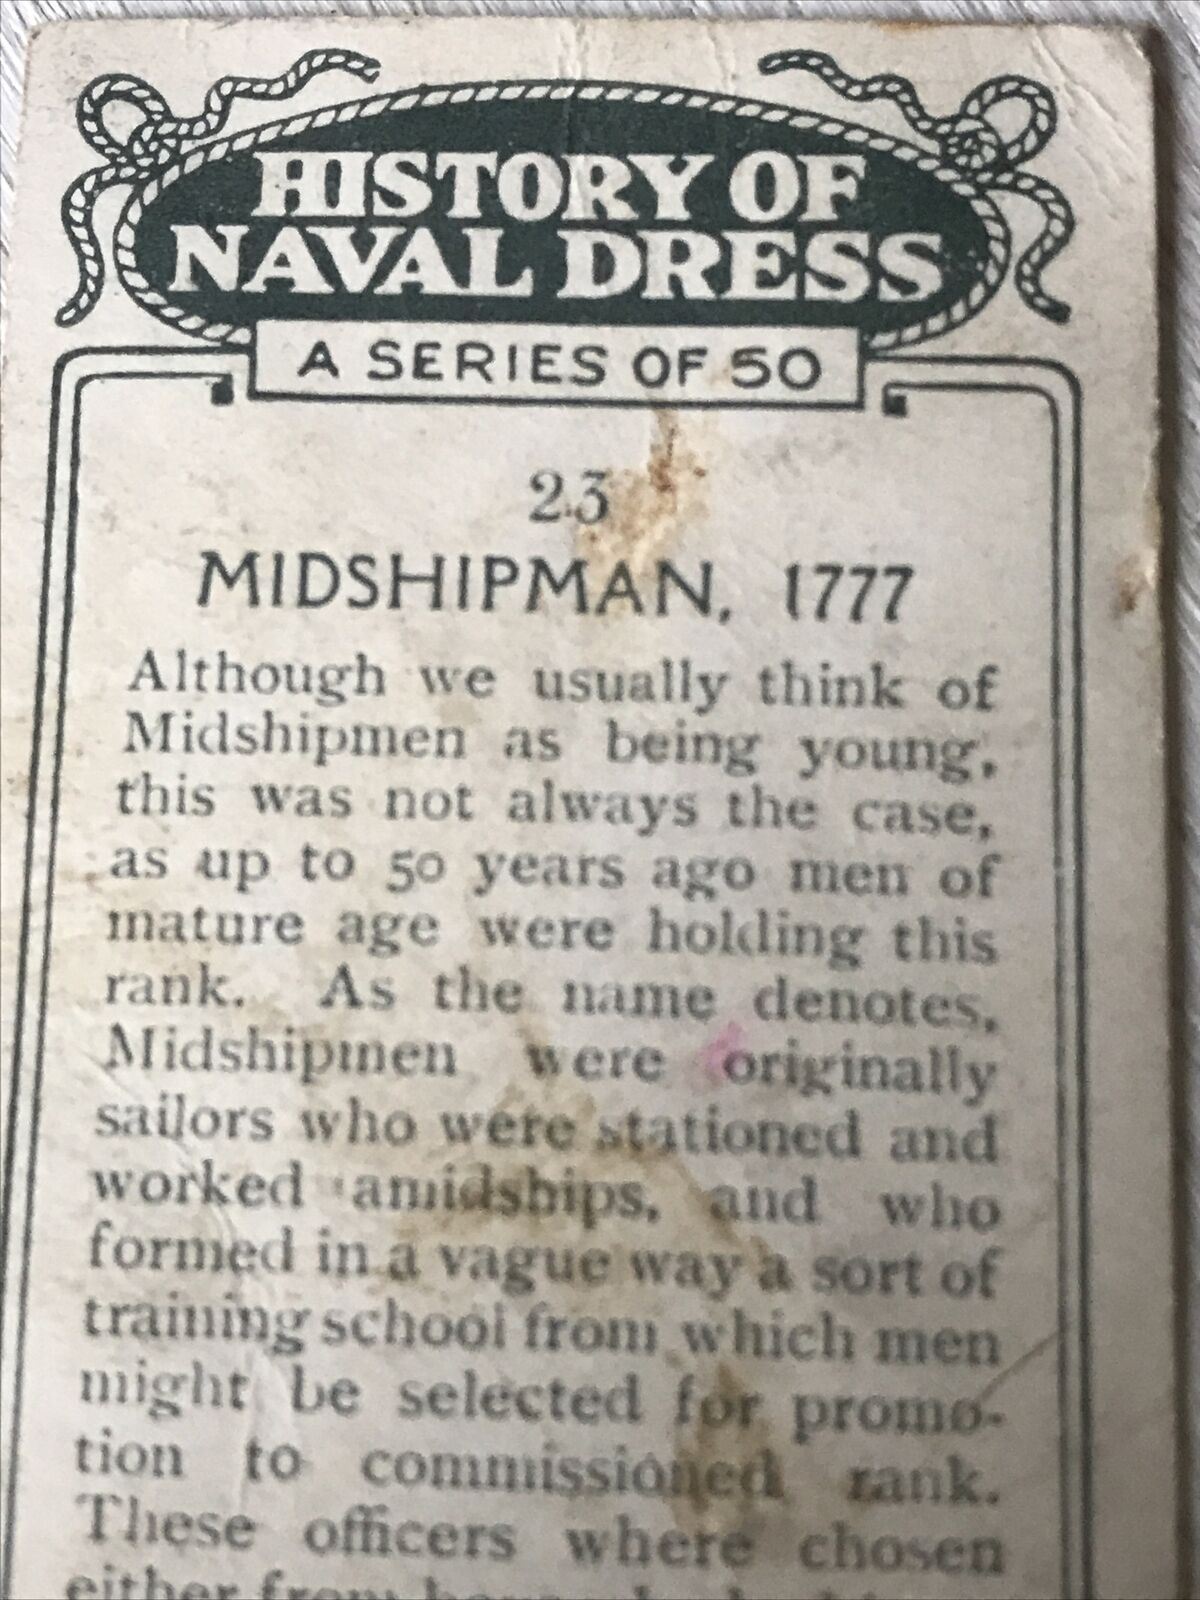 HISTORY OF
NAVAL DRESS
A SERIES OF 50
23
MIDSHIPMAN, 1777
Although we usually think of
Midshipmen as being young,
this was not always the case,
as up to 50 years ago men of
mature age were holding this
rank. As the name denotes,
Midshipmen were originally
sailors who were stationed and
worked amidships, and who
formed in a vague way a sort of
training school from which men
might be selected for promo-
tion to commissioned rank.
These officers where chosen
either from